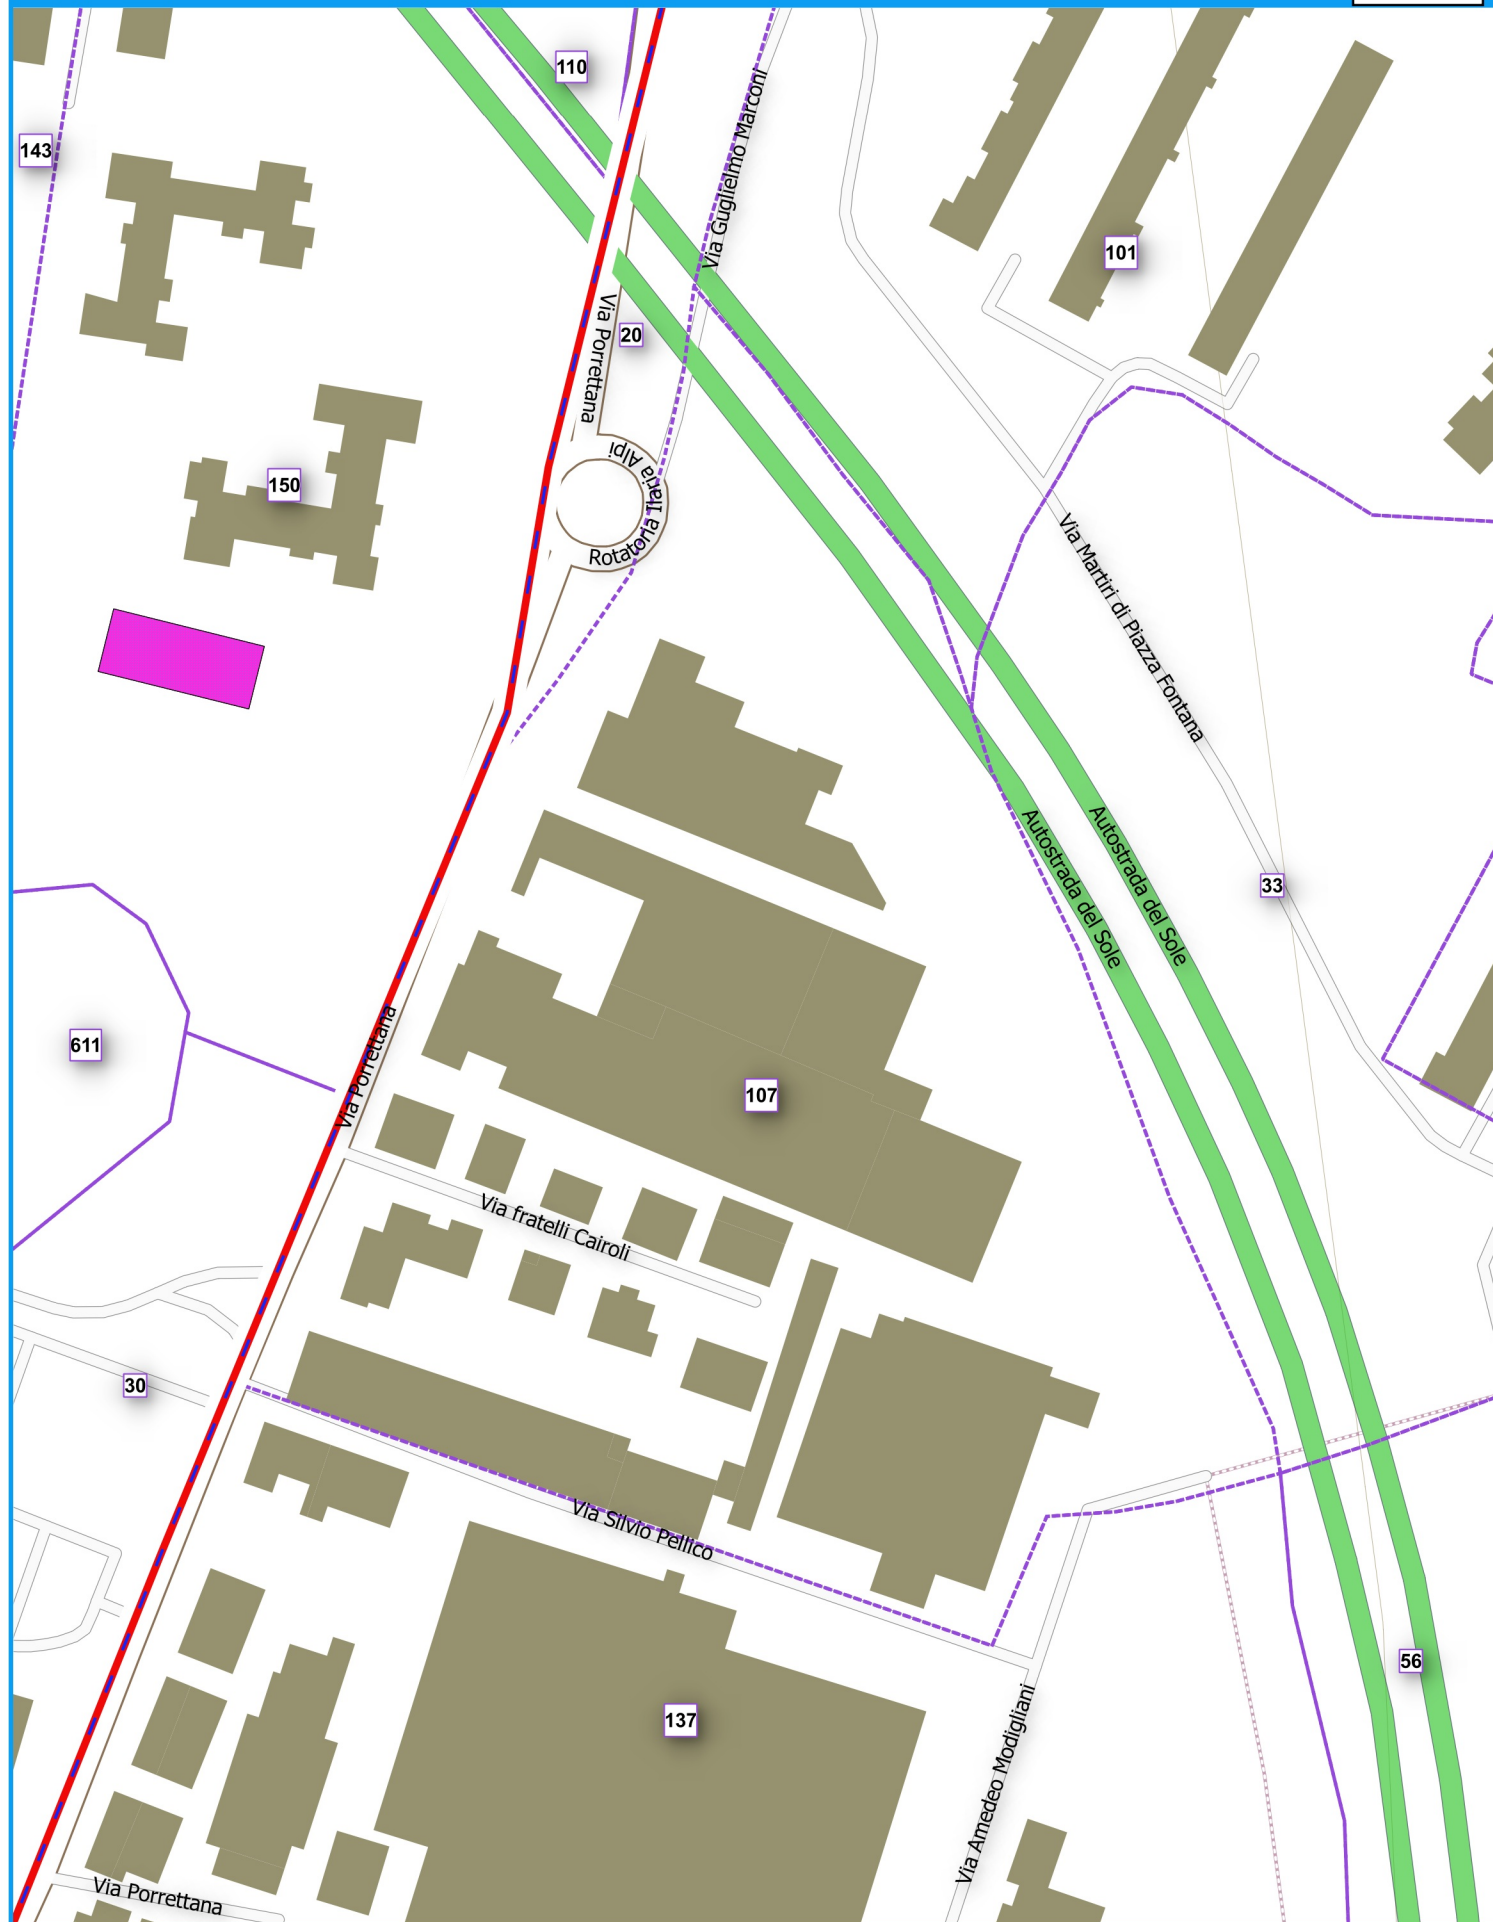 110
Via Guglielmo Marconi
143
101
Via Porrettana
20
Rotatoria Ilaria Alpi
150
Via Martiri di Piazza Fontana
Autostrada del Sole
Autostrada del Sole
33
611
Via Porrettana
107
Via fratelli Cairoli
30
Via Silvio Pellico
56
137
Via Amedeo Modigliani
Via Porrettana